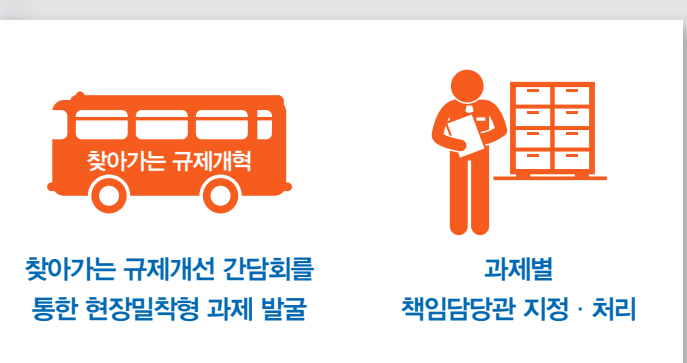 찾아가는 규제개혁
찾아가는 규제개선 간담회를
통한 현장밀착형 과제 발굴
과제별
책임담당관 지정 · 처리